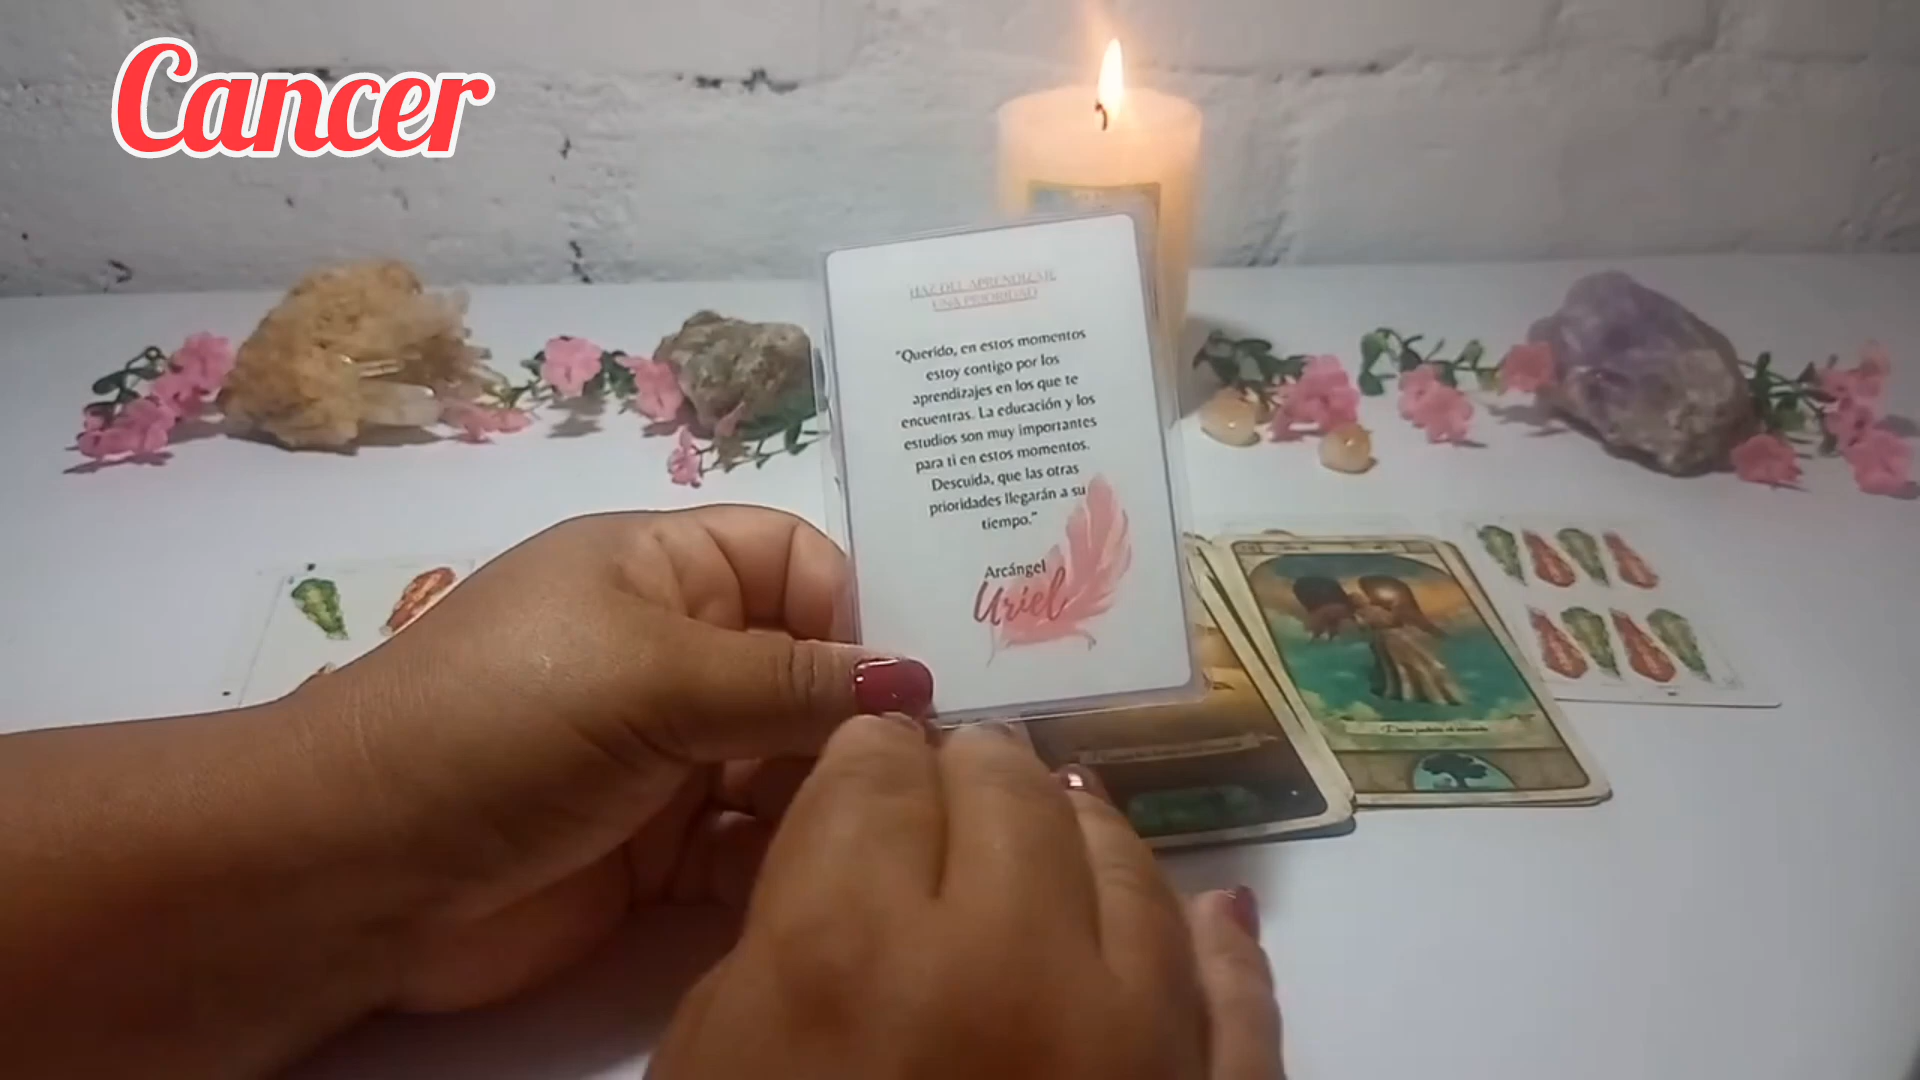 Cancer
HAZ DEL APRENDIZAJE
UNA PRIORIDAD
"Querido, en estos momentos
estoy contigo por los
aprendizajes en los que te
encuentras. La educación y los
estudios son muy importantes
para ti en estos momentos.
Descuida, que las otras
prioridades llegarán a su
tiempo."
Arcángel
Uriel